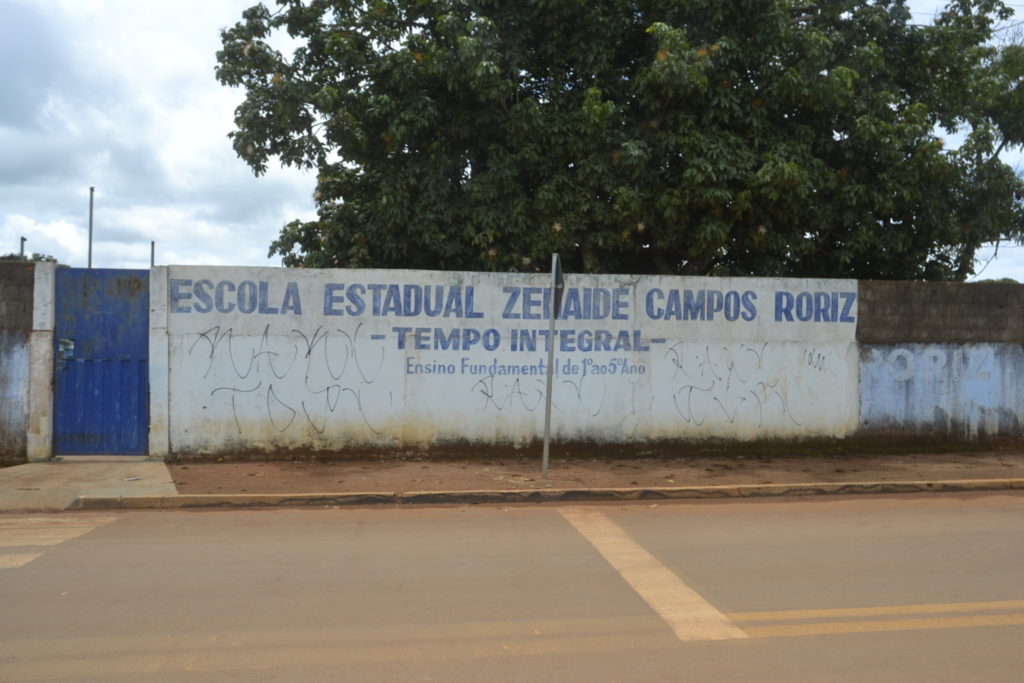 ESCOLA ESTADUAL ZENAIDE CAMPOS RORIZ
- TEMPO INTEGRAL -
Ensino Fundamental de 1º ao 5º Ano